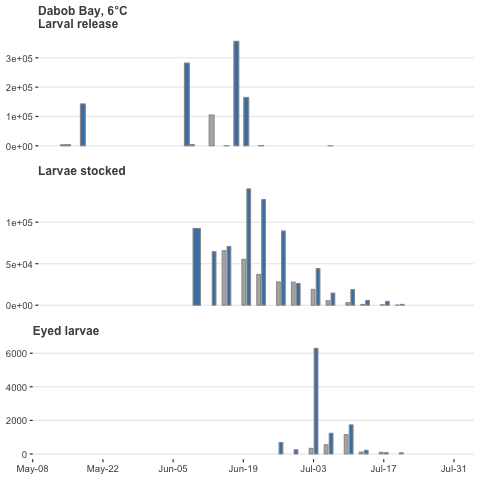 Dabob Bay, 6°C
Larval release
3e+05
2e+05
1e+05
0e+00
Larvae stocked
1e+05
5e+04
0e+00
Eyed larvae
6000
4000
2000
0
May-08 May-22 Jun-05 Jun-19 Jul-03 Jul-17 Jul-31